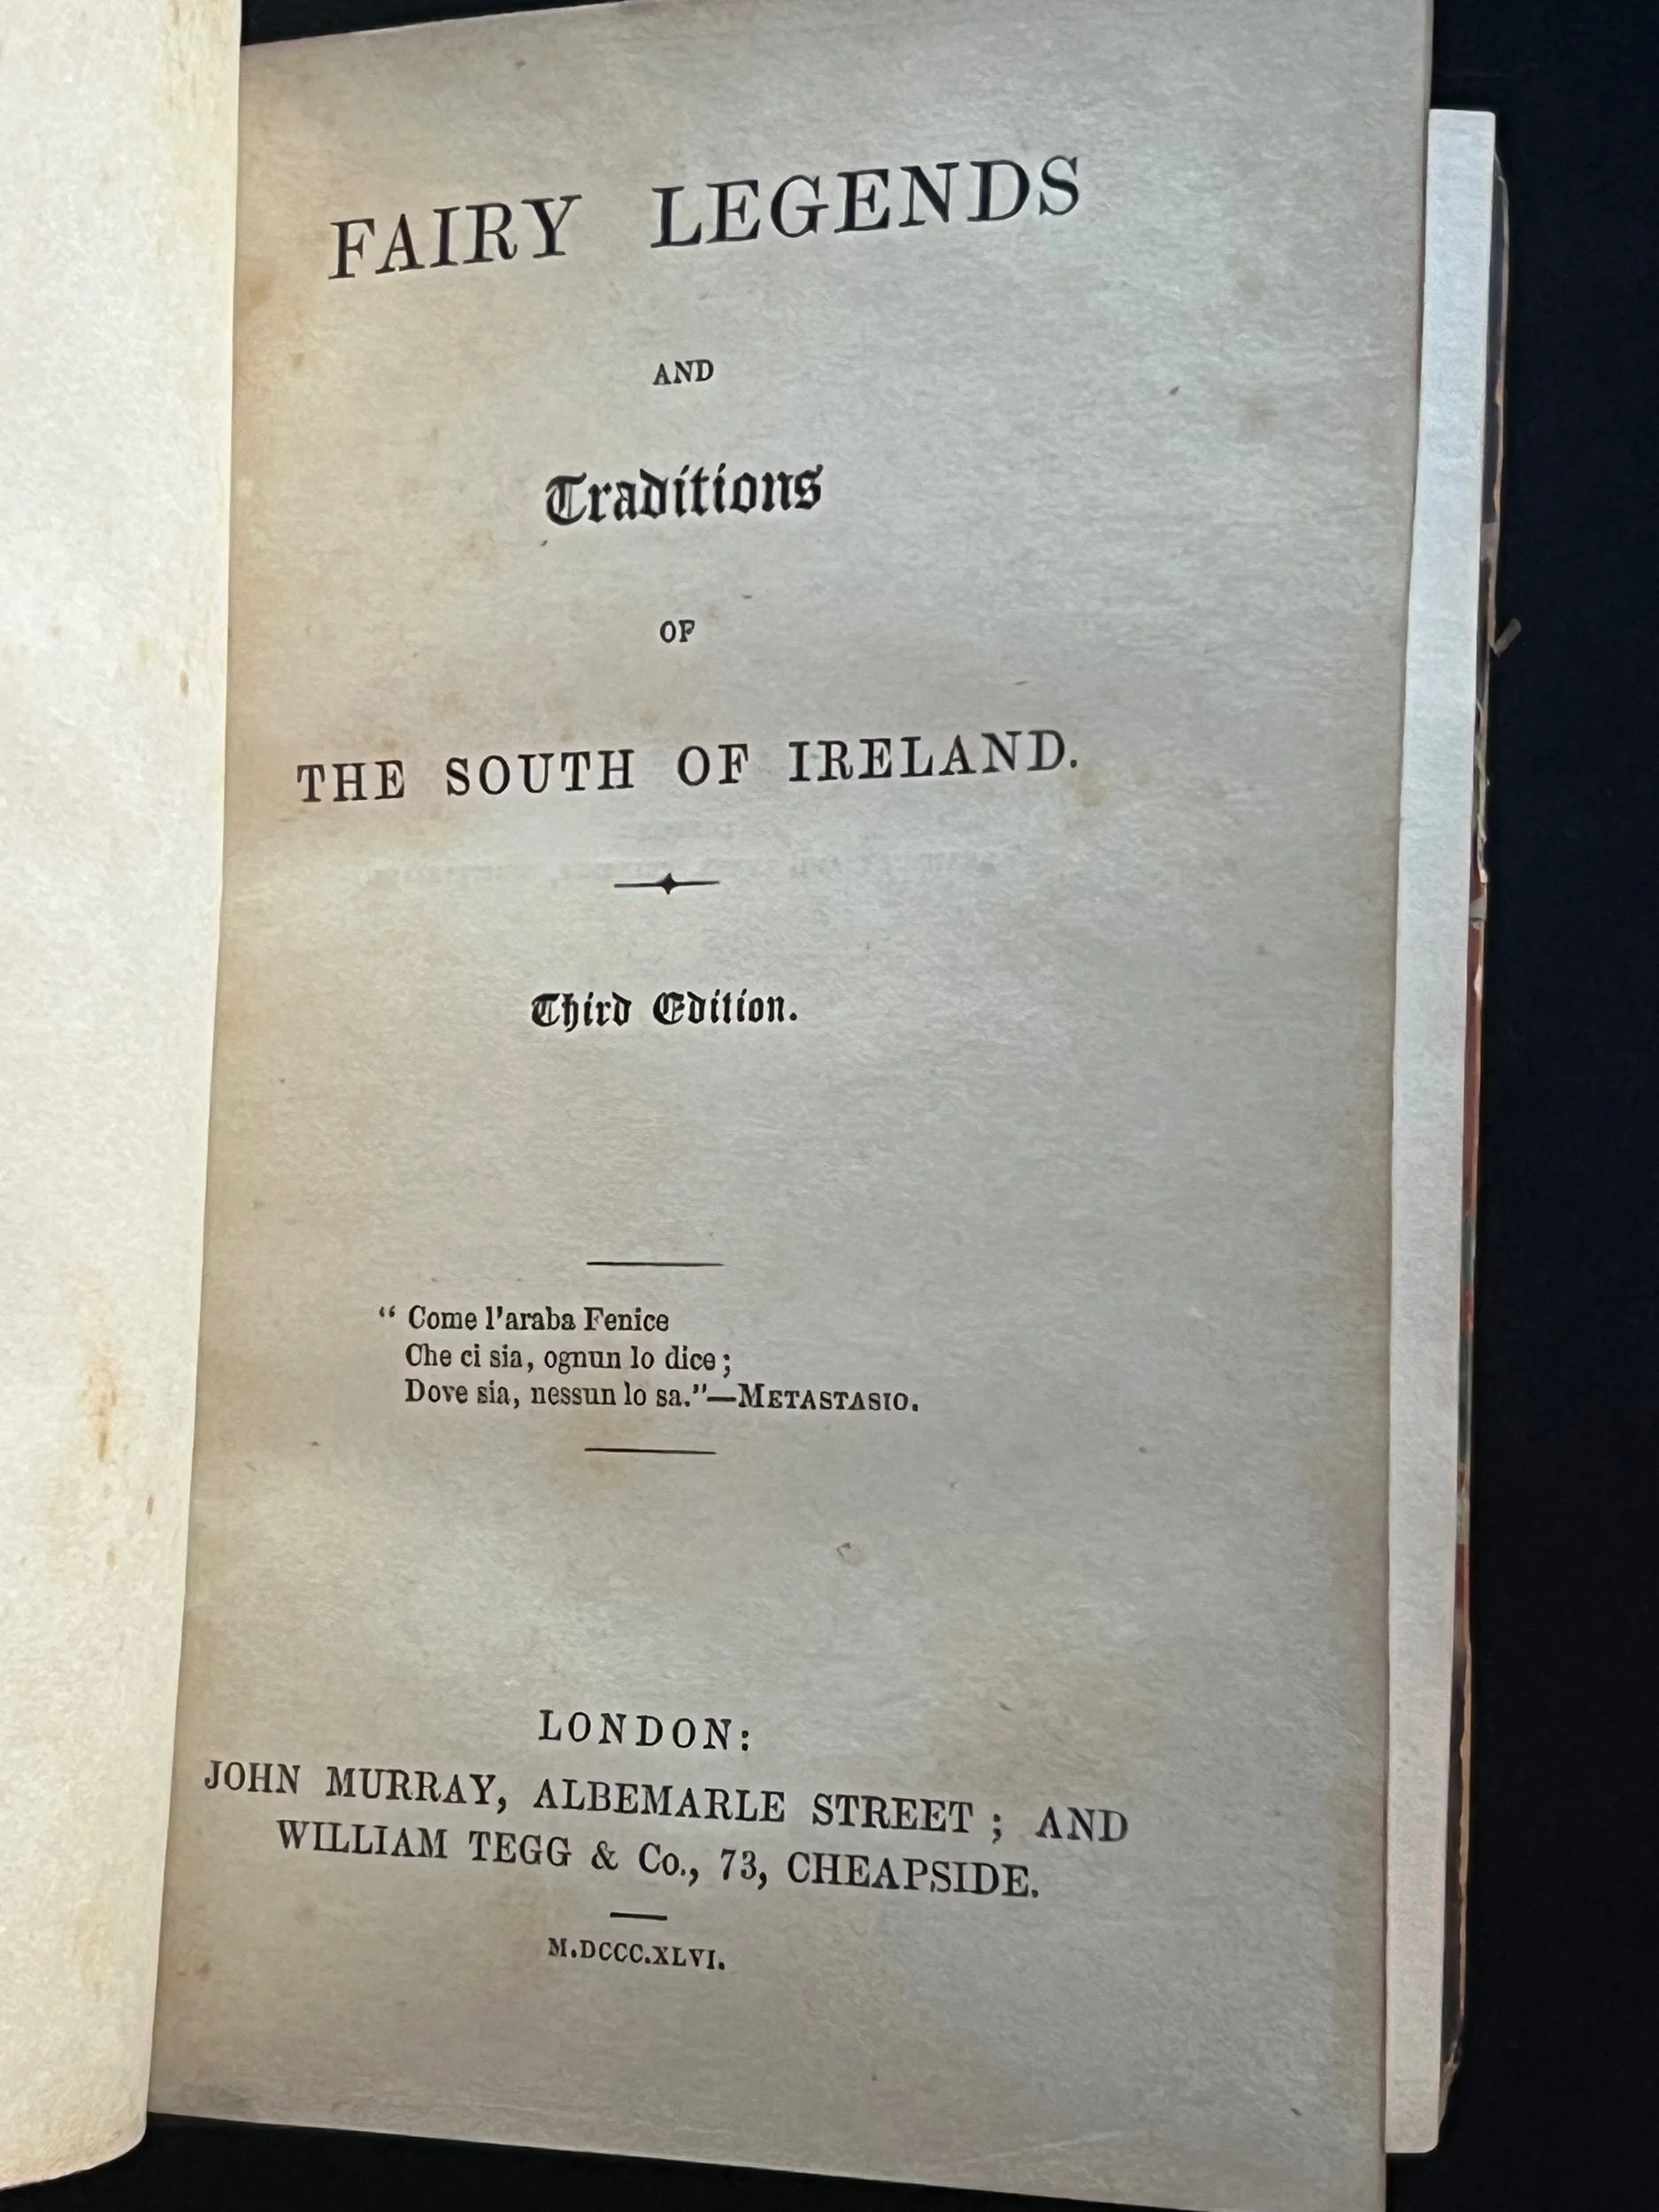 FAIRY LEGENDS
AND
Traditions
OF
THE SOUTH OF IRELAND.
Third Edition.
“ Come l'araba Fenice
Che ci sia, ognun lo dice ;
Dove sia, nessun lo sa.”—METASTASIO.
LONDON:
JOHN MURRAY, ALBEMARLE STREET ; AND
WILLIAM TEGG & Co., 73, CHEAPSIDE.
M.DCCC.XLVI.